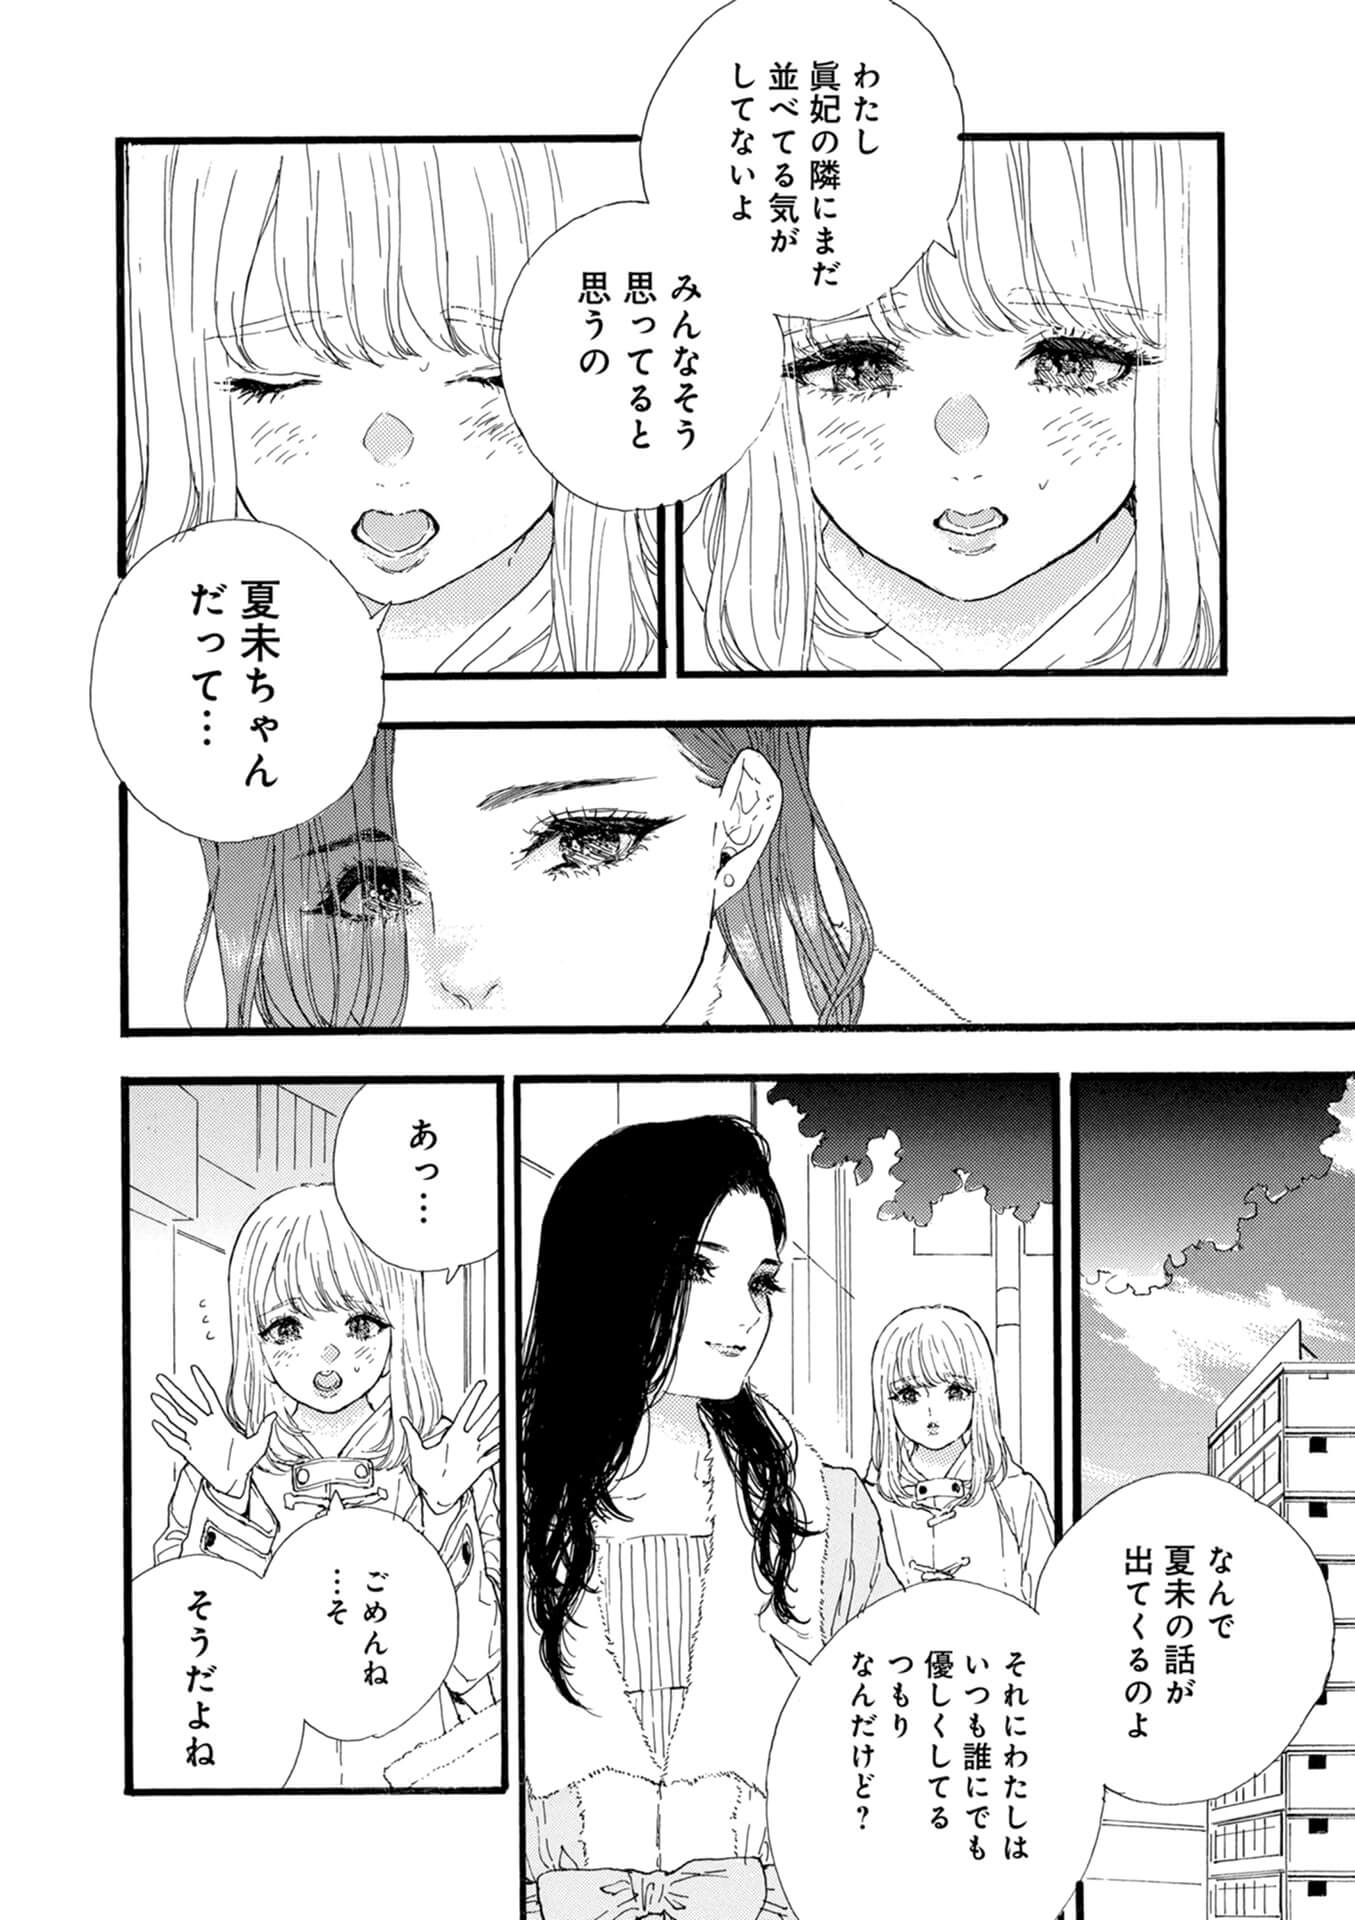 わたし
眞妃の隣にまだ
並べてる気が
してないよ
みんなそう
思ってると
思うの
夏未ちゃん
だって…
なんで
夏未の話が
出てくるのよ
それにわたしは
いつも誰にでも
優しくしてる
つもり
なんだけど？
あっ…
ごめんね
…そ
そうだよね